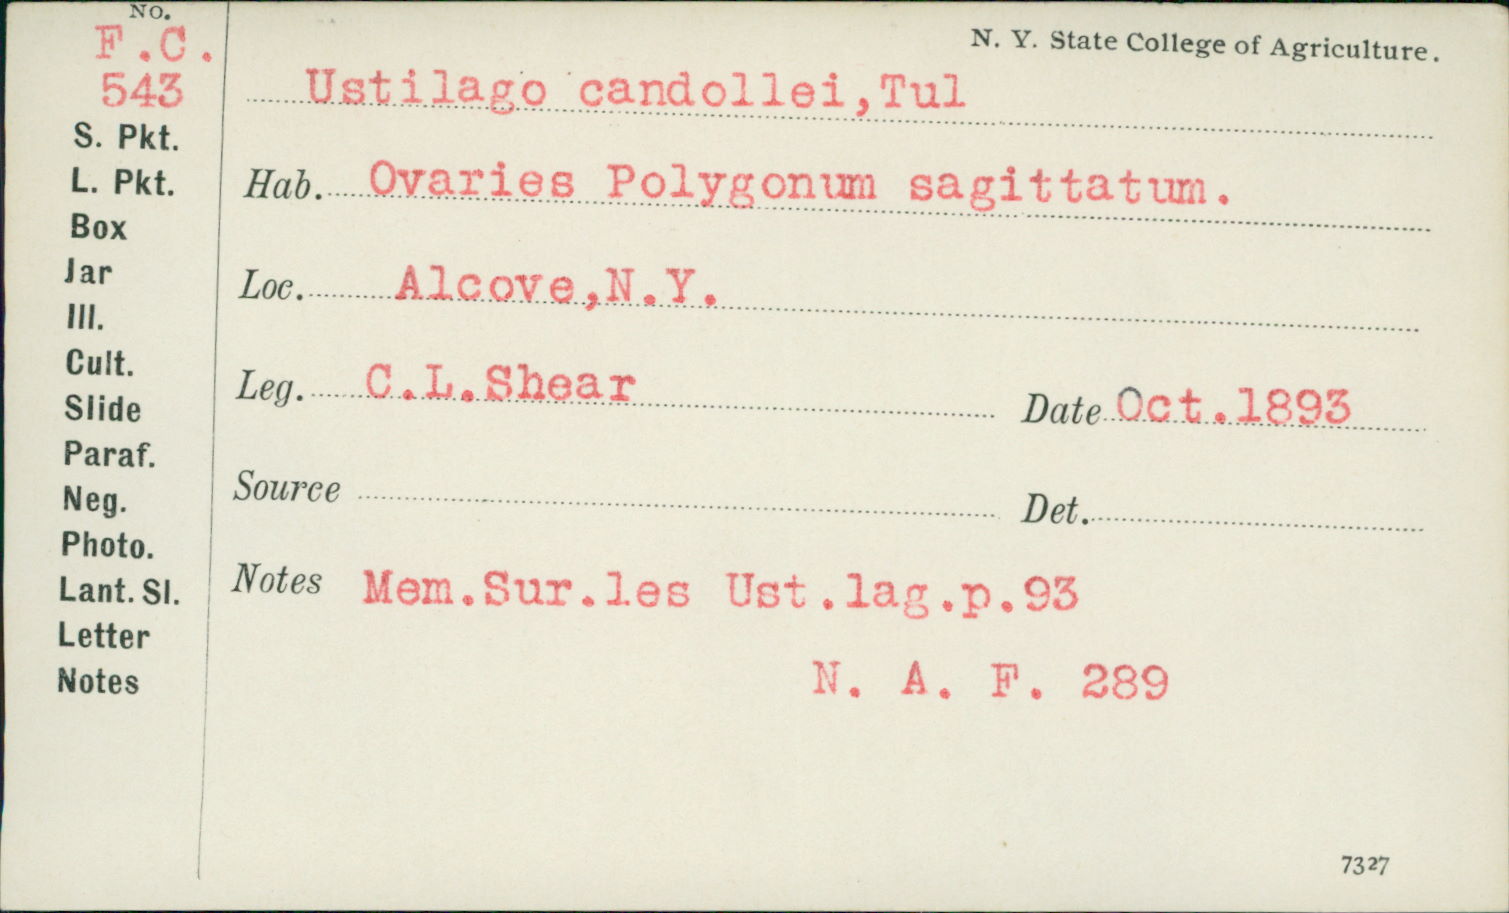 NO.
F.C.
543
S. Pkt.
L. Pkt.
Box
Jar
Ill.
Cult.
Slide
Paraf.
Neg.
Photo.
Lant. Sl.
Letter
Notes
N. Y. State College of Agriculture.
Ustilago candollei,Tul
Hab. Ovaries Polygonum sagittatum.
Loc. Alcove,N.Y.
Leg. C.L.Shear Date Oct.1893
Source Det.
Notes Mem.Sur.les Ust.lag.p.93
N. A. F. 289
7327